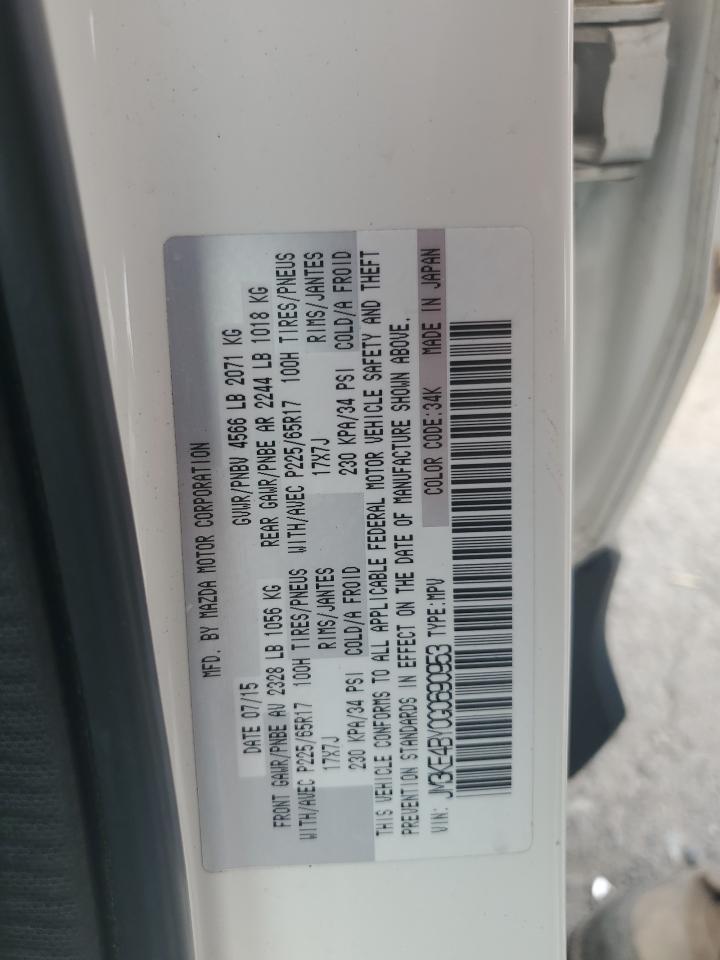 MFD. BY MAZDA MOTOR CORPORATION
DATE 07/15 GVWR/PNBV 4566 LB 2071 KG
FRONT GAWR/PNBE AV 2328 LB 1056 KG REAR GAWR/PNBE AR 2244 LB 1018 KG
WITH/AVEC P225/65R17 100H TIRES/PNEUS WITH/AVEC P225/65R17 100H TIRES/PNEUS
17X7J RIMS/JANTES 17X7J RIMS/JANTES
230 KPA/34 PSI COLD/A FROID 230 KPA/34 PSI COLD/A FROID
THIS VEHICLE CONFORMS TO ALL APPLICABLE FEDERAL MOTOR VEHICLE SAFETY AND THEFT
PREVENTION STANDARDS IN EFFECT ON THE DATE OF MANUFACTURE SHOWN ABOVE.
COLOR CODE:34K MADE IN JAPAN
VIN: JM3KE4BY0G0690953 TYPE:MPV